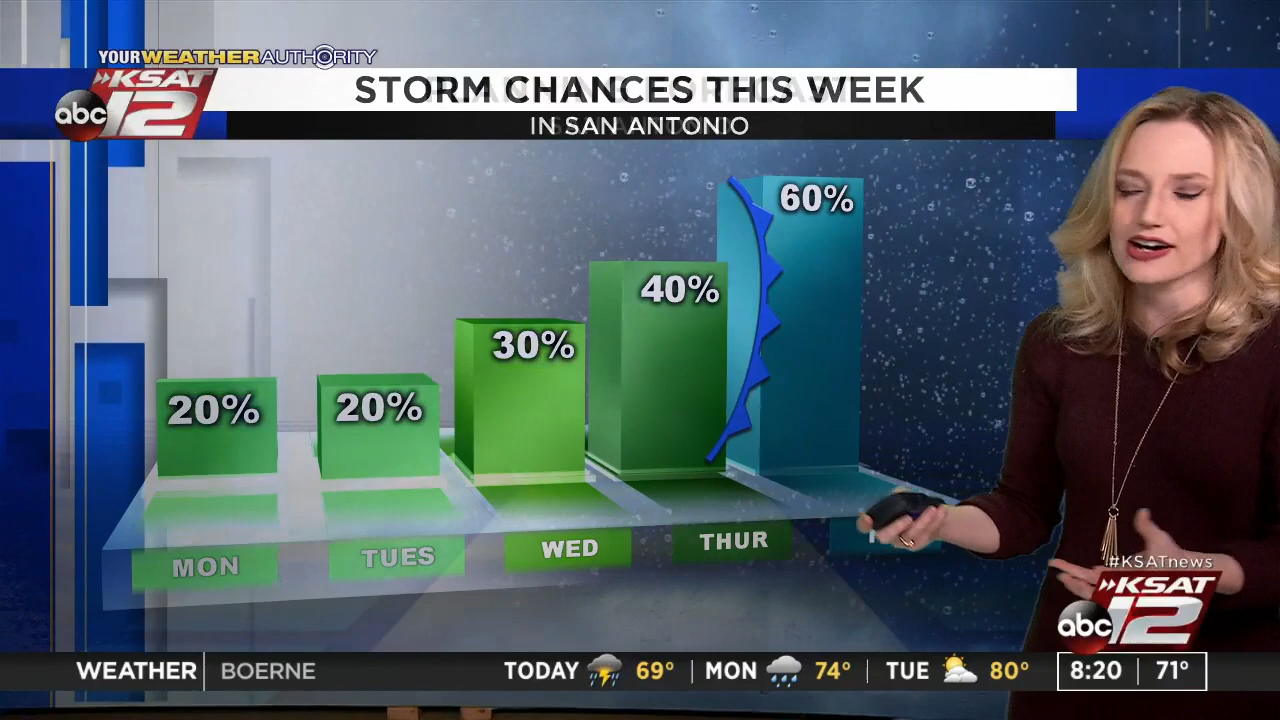 YOUR WEATHER AUTHORITY
KSAT
abc 12
STORM CHANCES THIS WEEK
IN SAN ANTONIO
20%
20%
30%
40%
60%
MON
TUES
WED
THUR
#KSATnews
KSAT
abc 12
WEATHER
BOERNE
TODAY 69° MON 74° TUE 80°
8:20 71°